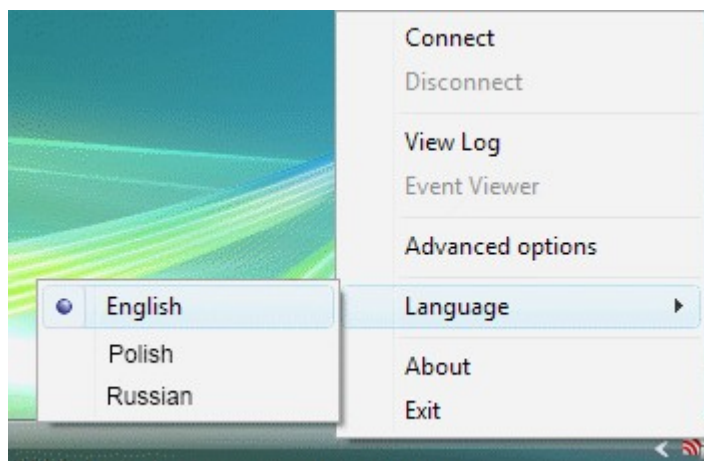 Connect
Disconnect
View Log
Event Viewer
Advanced options
Language
English
Polish
Russian
About
Exit